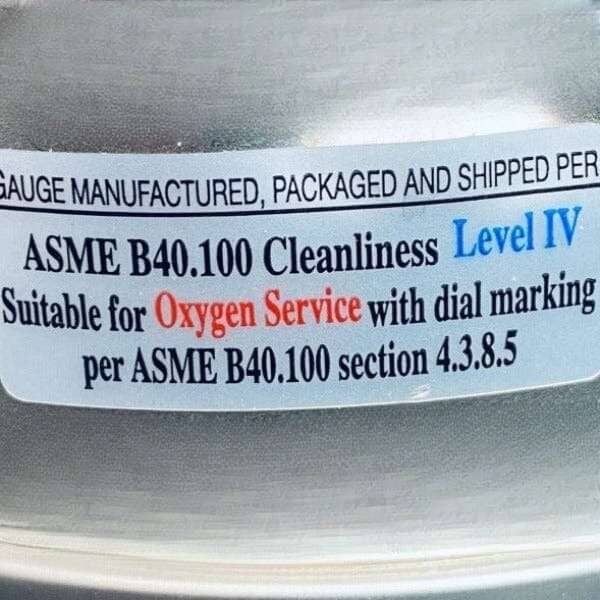 GAUGE MANUFACTURED, PACKAGED AND SHIPPED PER
ASME B40.100 Cleanliness Level IV
Suitable for Oxygen Service with dial marking
per ASME B40.100 section 4.3.8.5